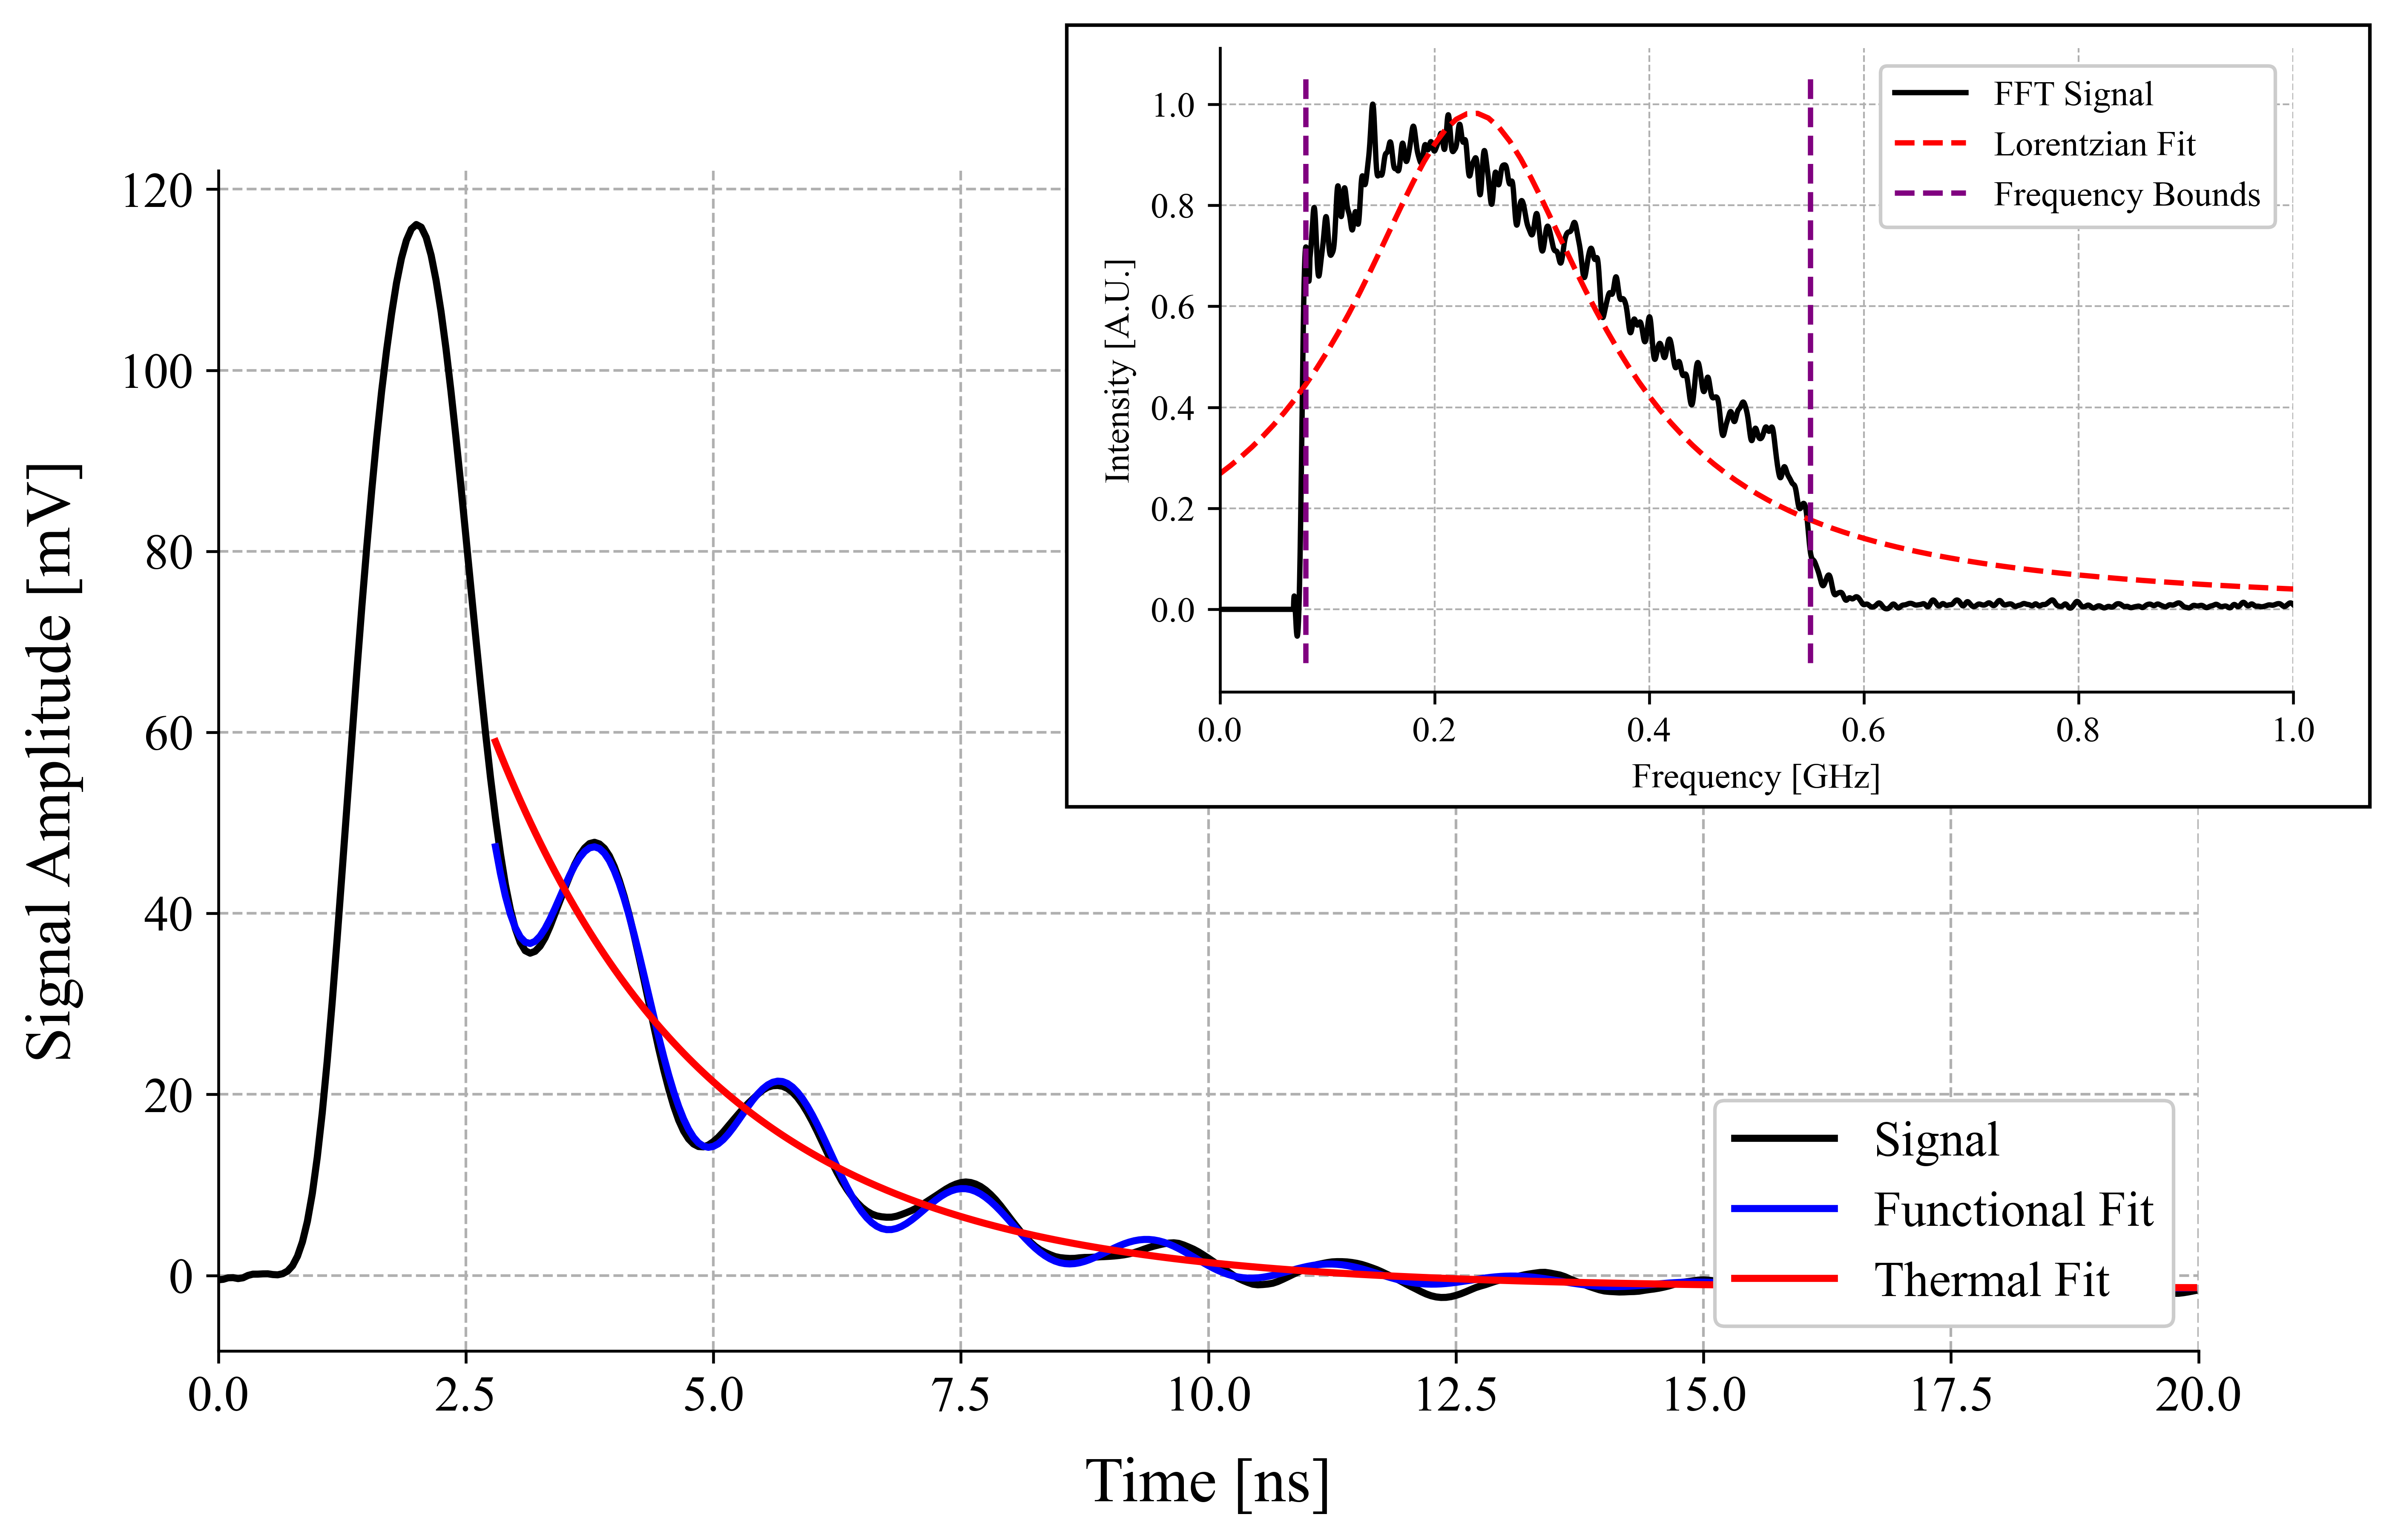 Signal Amplitude [mV]
120
100
80
60
40
20
0
0.0 2.5 5.0 7.5 10.0 12.5 15.0 17.5 20.0
Time [ns]
Signal
Functional Fit
Thermal Fit
Intensity [A.U.]
1.0
0.8
0.6
0.4
0.2
0.0
0.0 0.2 0.4 0.6 0.8 1.0
Frequency [GHz]
FFT Signal
Lorentzian Fit
Frequency Bounds